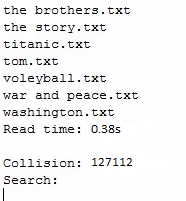 the brothers.txt
the story.txt
titanic.txt
tom.txt
voleyball.txt
war and peace.txt
washington.txt
Read time: 0.38s
Collision: 127112
Search: